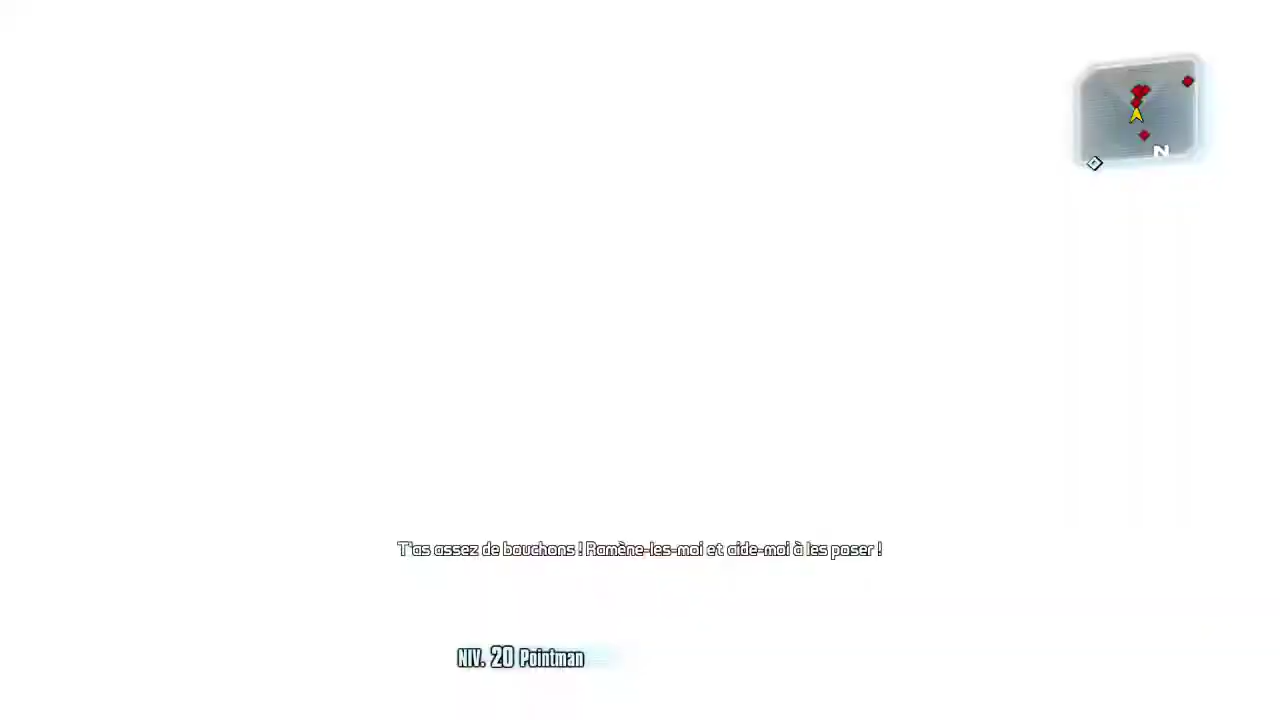 N
T'as assez de bouchons ! Ramène-les-moi et aide-moi à les poser !
NIV. 20 Pointman